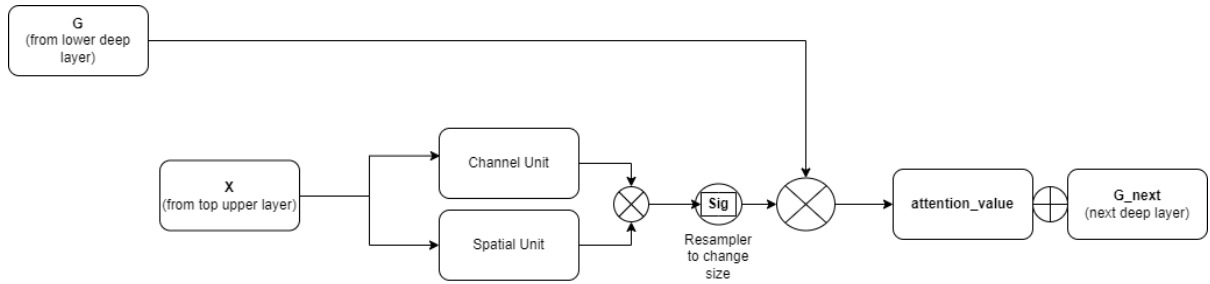 G
(from lower deep
layer)
Channel Unit
X
(from top upper layer)
Spatial Unit
Sig
Resampler
to change
size
attention_value
G_next
(next deep layer)